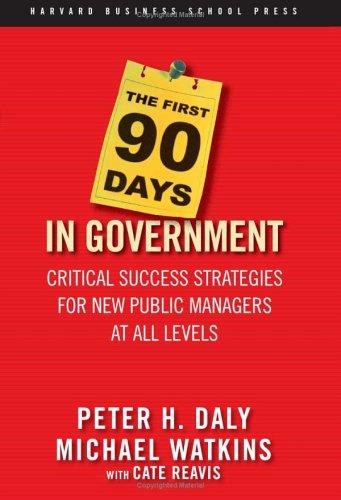 HARVARD BUSINESS SCHOOL PRESS
THE FIRST
90
DAYS
IN GOVERNMENT
CRITICAL SUCCESS STRATEGIES
FOR NEW PUBLIC MANAGERS
AT ALL LEVELS
PETER H. DALY
MICHAEL WATKINS
WITH CATE REAVIS